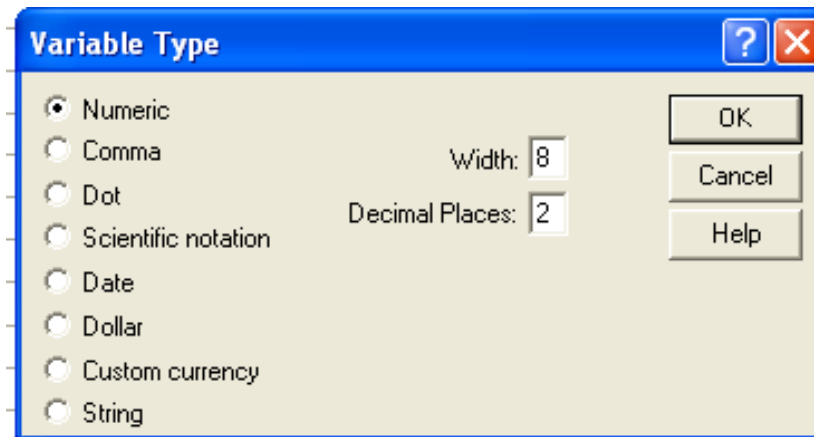 Variable Type
Numeric
Comma
Dot
Scientific notation
Date
Dollar
Custom currency
String
Width: 8
Decimal Places: 2
OK
Cancel
Help